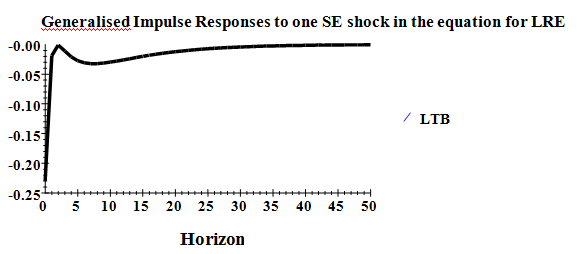 Generalised Impulse Responses to one SE shock in the equation for LRE
-0.00
-0.05
-0.10
-0.15
-0.20
-0.25
0 5 10 15 20 25 30 35 40 45 50
LTB
Horizon